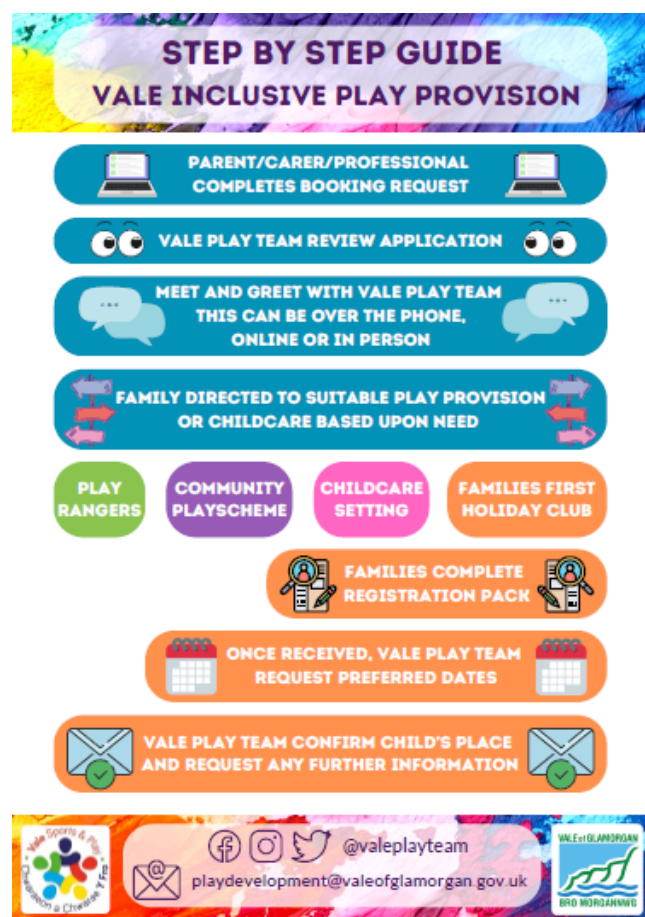 STEP BY STEP GUIDE
VALE INCLUSIVE PLAY PROVISION
PARENT/CARER/PROFESSIONAL
COMPLETES BOOKING REQUEST
VALE PLAY TEAM REVIEW APPLICATION
MEET AND GREET WITH VALE PLAY TEAM
THIS CAN BE OVER THE PHONE,
ONLINE OR IN PERSON
FAMILY DIRECTED TO SUITABLE PLAY PROVISION
OR CHILDCARE BASED UPON NEED
PLAY
RANGERS
COMMUNITY
PLAYSCHEME
CHILDCARE
SETTING
FAMILIES FIRST
HOLIDAY CLUB
FAMILIES COMPLETE
REGISTRATION PACK
ONCE RECEIVED, VALE PLAY TEAM
REQUEST PREFERRED DATES
VALE PLAY TEAM CONFIRM CHILD'S PLACE
AND REQUEST ANY FURTHER INFORMATION
Vale Sports & Play
Chwaraeon a Chwarae Y Fro
@valeplayteam
playdevelopment@valeofglamorgan.gov.uk
VALE of GLAMORGAN
BRO MORGANNWG